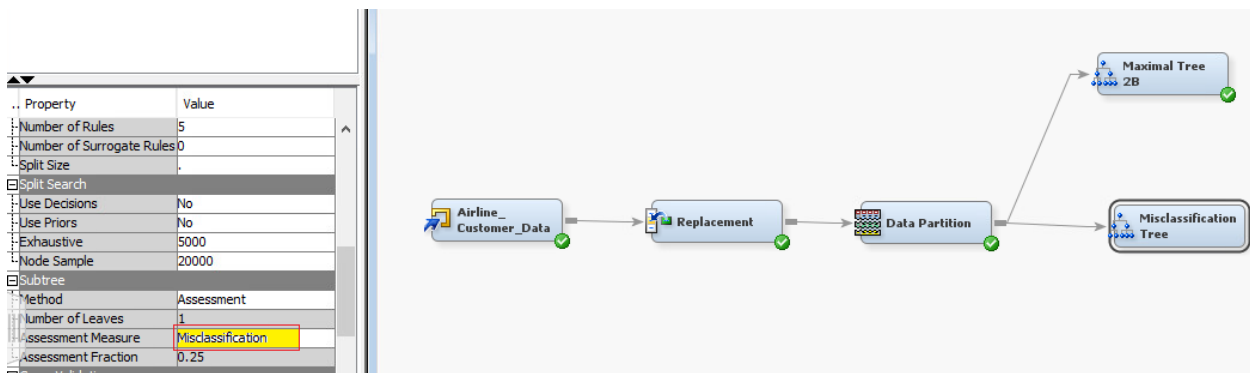 .. Property Value
Number of Rules 5
Number of Surrogate Rules 0
Split Size .
Split Search
Use Decisions No
Use Priors No
Exhaustive 5000
Node Sample 20000
Subtree
Method Assessment
Number of Leaves 1
Assessment Measure Misclassification
Assessment Fraction 0.25
Airline_
Customer_Data
Replacement
Data Partition
Maximal Tree
2B
Misclassification
Tree